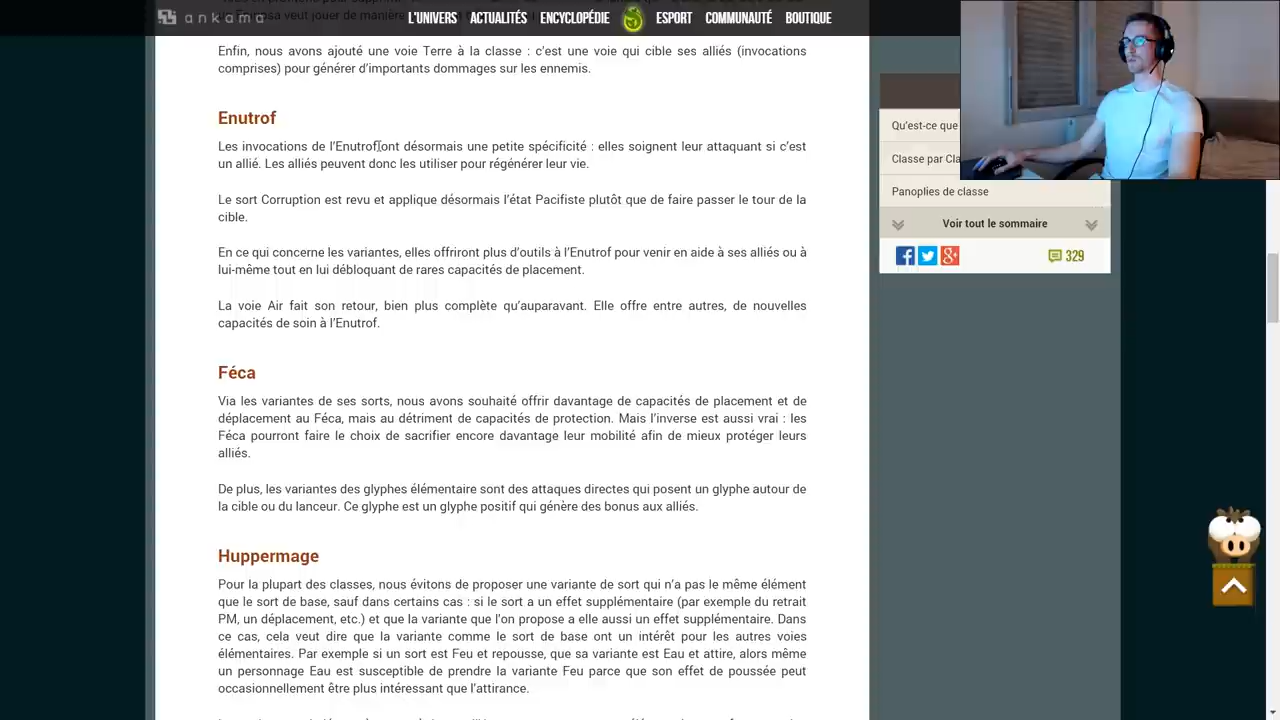 ankama
L'UNIVERS ACTUALITÉS ENCYCLOPÉDIE ESPORT COMMUNAUTÉ BOUTIQUE
Enfin, nous avons ajouté une voie Terre à la classe : c'est une voie qui cible ses alliés (invocations
comprises) pour générer d'importants dommages sur les ennemis.
Enutrof
Les invocations de l'Enutrof ont désormais une petite spécificité : elles soignent leur attaquant si c'est
un allié. Les alliés peuvent donc les utiliser pour régénérer leur vie.
Le sort Corruption est revu et applique désormais l'état Pacifiste plutôt que de faire passer le tour de la
cible.
En ce qui concerne les variantes, elles offriront plus d'outils à l'Enutrof pour venir en aide à ses alliés ou à
lui-même tout en lui débloquant de rares capacités de placement.
La voie Air fait son retour, bien plus complète qu'auparavant. Elle offre entre autres, de nouvelles
capacités de soin à l'Enutrof.
Féca
Via les variantes de ses sorts, nous avons souhaité offrir davantage de capacités de placement et de
déplacement au Féca, mais au détriment de capacités de protection. Mais l'inverse est aussi vrai : les
Féca pourront faire le choix de sacrifier encore davantage leur mobilité afin de mieux protéger leurs
alliés.
De plus, les variantes des glyphes élémentaire sont des attaques directes qui posent un glyphe autour de
la cible ou du lanceur. Ce glyphe est un glyphe positif qui génère des bonus aux alliés.
Huppermage
Pour la plupart des classes, nous évitons de proposer une variante de sort qui n'a pas le même élément
que le sort de base, sauf dans certains cas : si le sort a un effet supplémentaire (par exemple du retrait
PM, un déplacement, etc.) et que la variante que l'on propose a elle aussi un effet supplémentaire. Dans
ce cas, cela veut dire que la variante comme le sort de base ont un intérêt pour les autres voies
élémentaires. Par exemple si un sort est Feu et repousse, que sa variante est Eau et attire, alors même
un personnage Eau est susceptible de prendre la variante Feu parce que son effet de poussée peut
occasionnellement être plus intéressant que l'attirance.
Qu'est-ce que
Classe par Cla
Panoplies de classe
Voir tout le sommaire
329